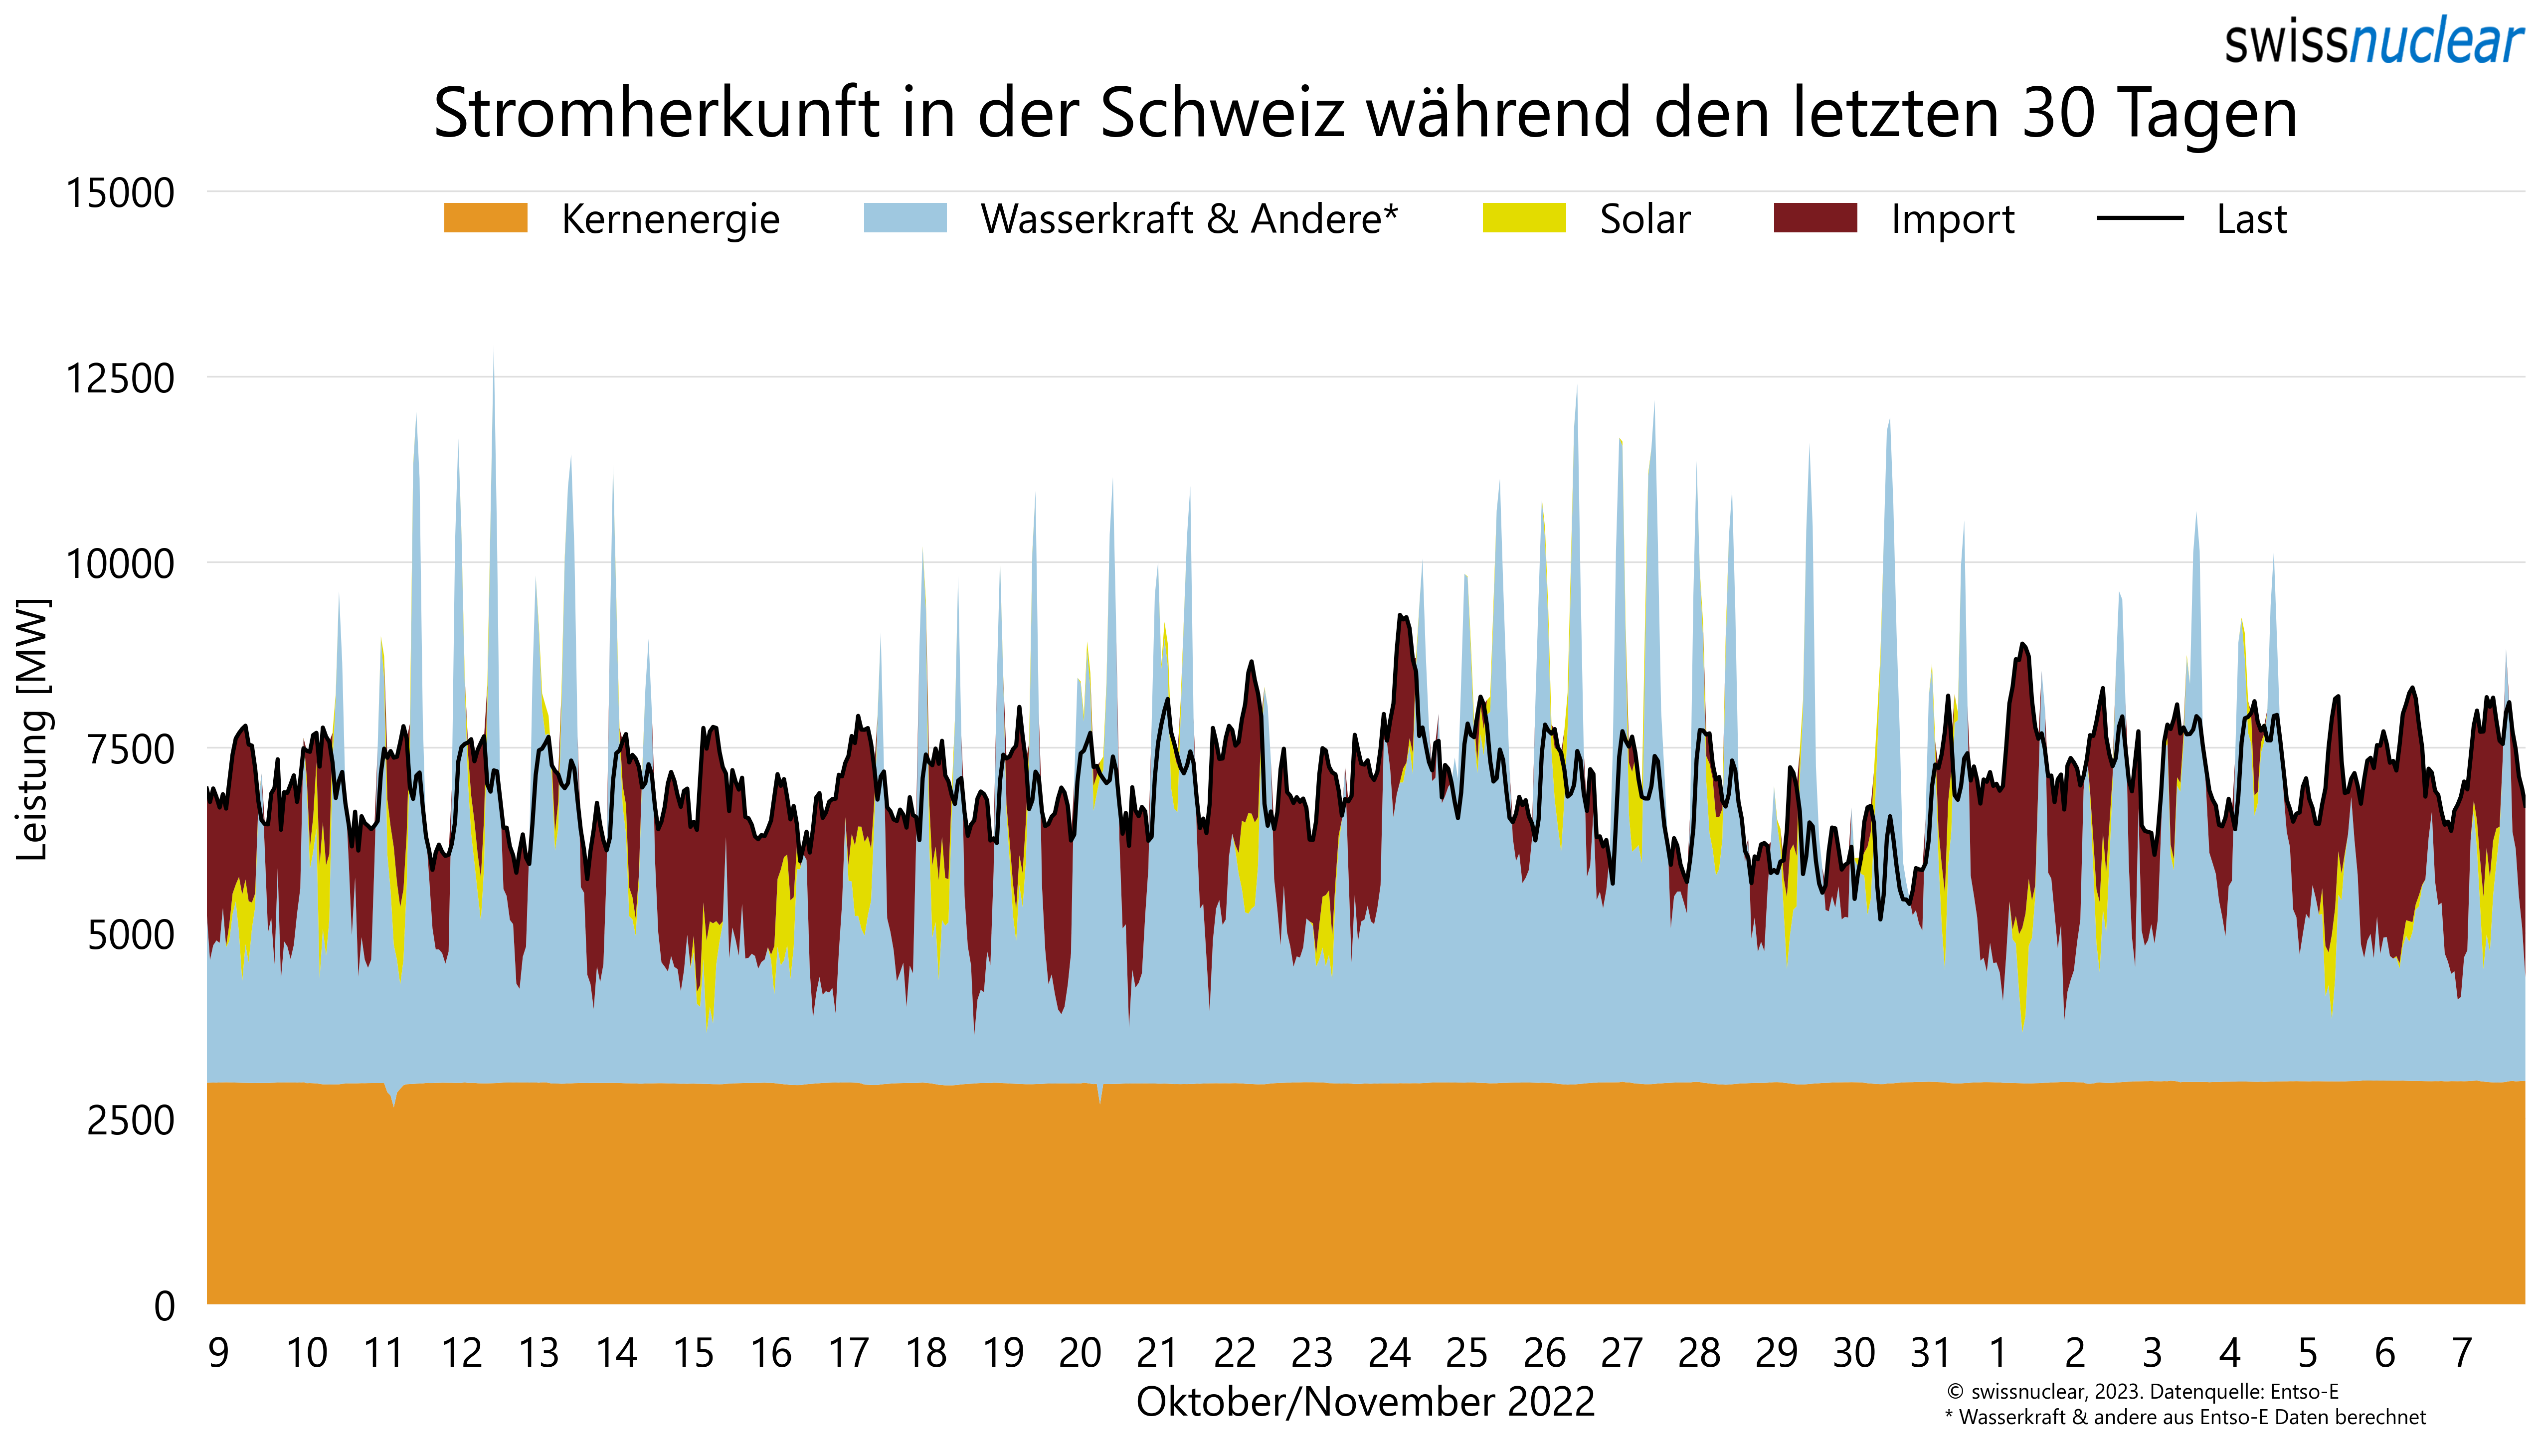 swissnuclear
Stromherkunft in der Schweiz während den letzten 30 Tagen
15000
Kernenergie Wasserkraft & Andere* Solar Import Last
12500
10000
7500
5000
2500
0
Leistung [MW]
9 10 11 12 13 14 15 16 17 18 19 20 21 22 23 24 25 26 27 28 29 30 31 1 2 3 4 5 6 7
Oktober/November 2022
© swissnuclear, 2023. Datenquelle: Entso-E
* Wasserkraft & andere aus Entso-E Daten berechnet